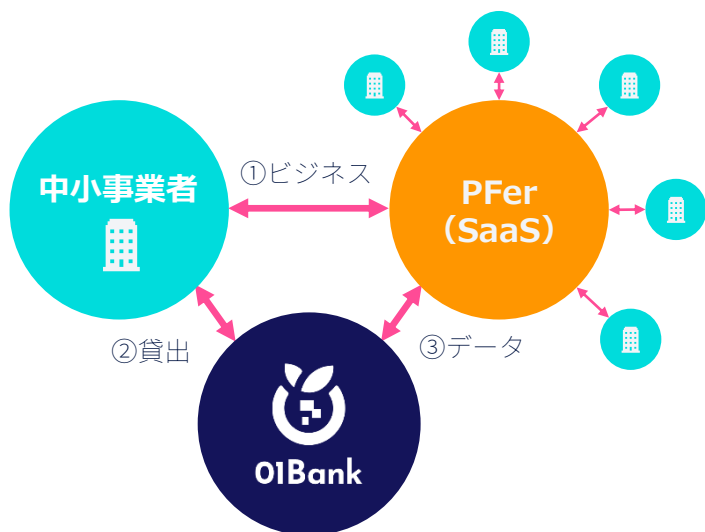 中小事業者
①ビジネス
PFer
（SaaS）
②貸出
③データ
01Bank